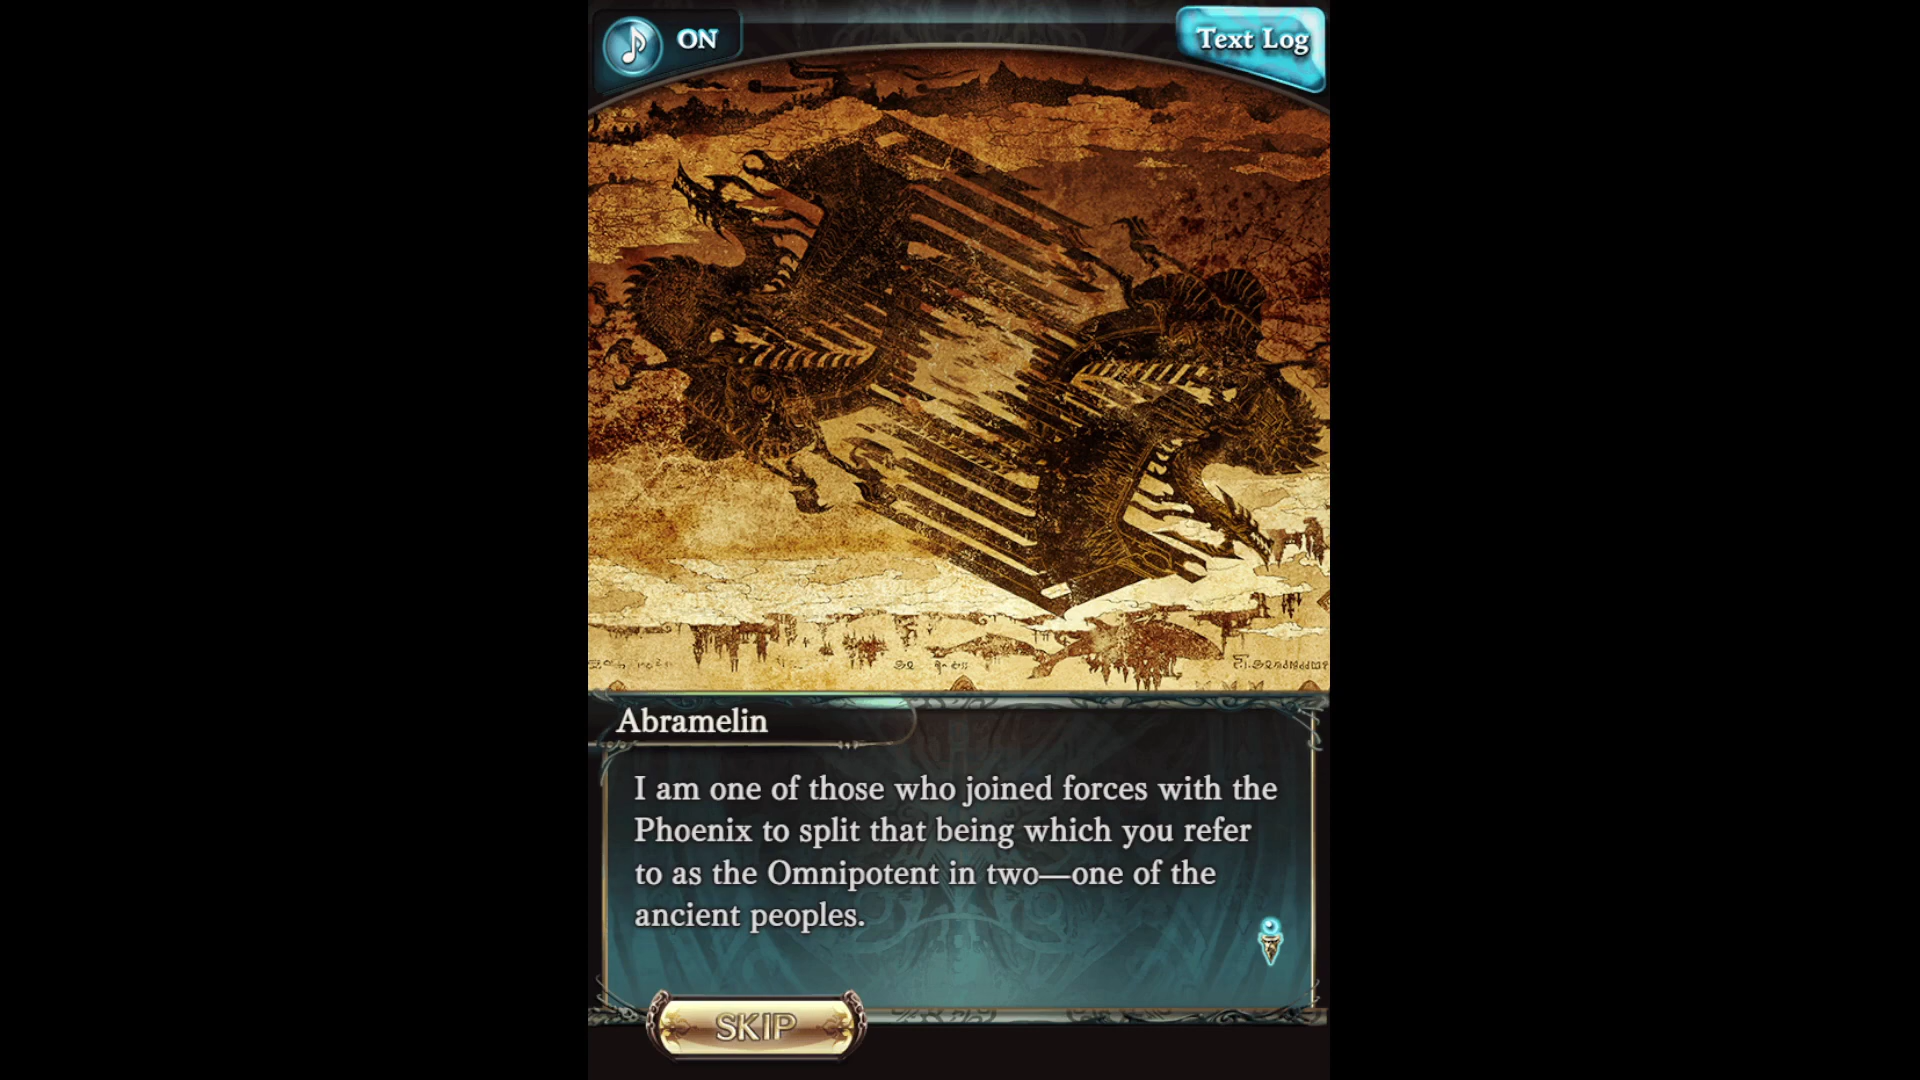 ON
Text Log
Abramelin
I am one of those who joined forces with the
Phoenix to split that being which you refer
to as the Omnipotent in two—one of the
ancient peoples.
SKIP